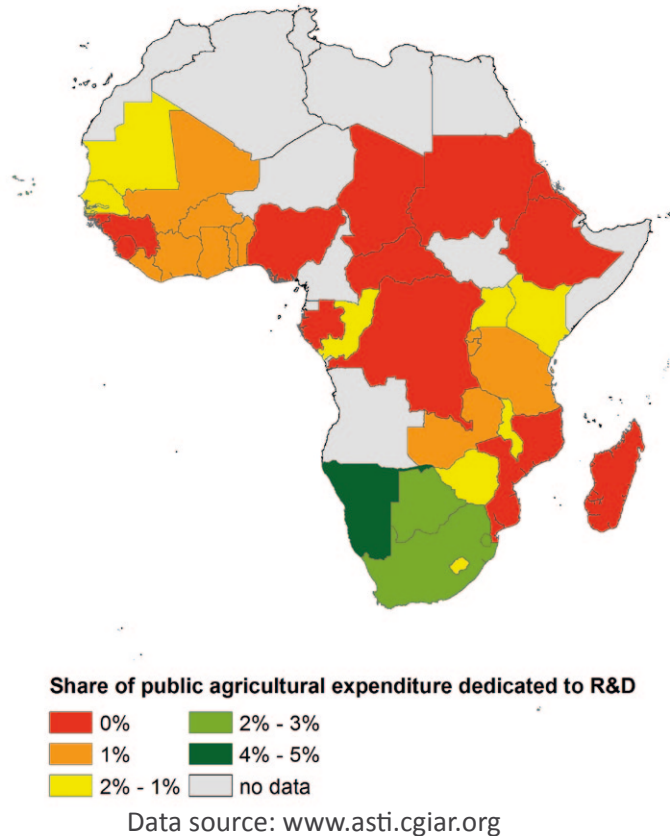 Share of public agricultural expenditure dedicated to R&D
0% 2% - 3%
1% 4% - 5%
2% - 1% no data
Data source: www.asti.cgiar.org